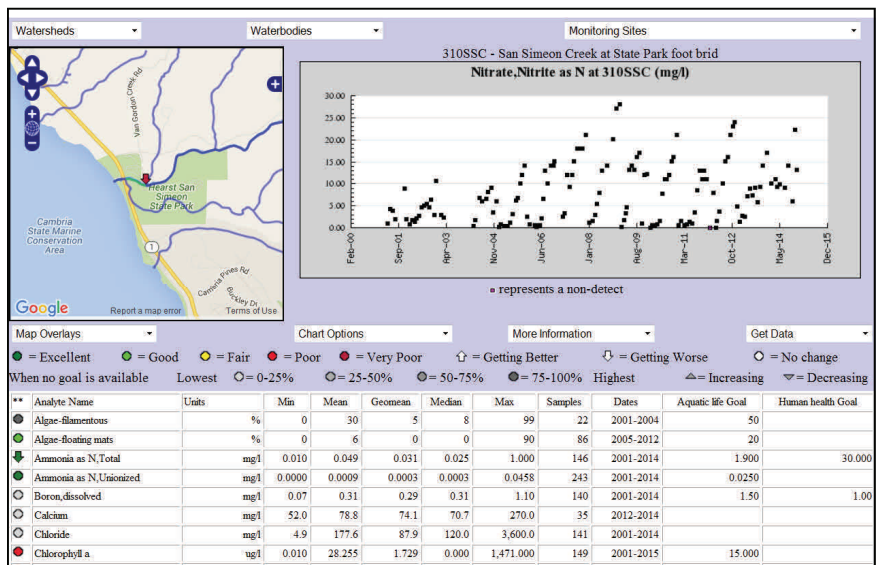 Watersheds Waterbodies Monitoring Sites
Van Gordon Creek Rd
Hearst San
Simeon
State Park
Cambria
State Marine
Conservation
Area
1
Cambria Pines Rd
Buckley Dr
Google Report a map error Terms of Use
310SSC - San Simeon Creek at State Park foot brid
Nitrate,Nitrite as N at 310SSC (mg/l)
30.00
25.00
20.00
15.00
10.00
5.00
0.00
Feb-00 Sep-01 Apr-03 Nov-04 Jun-06 Jan-08 Aug-09 Mar-11 Oct-12 May-14 Dec-15
represents a non-detect
Map Overlays Chart Options More Information Get Data
= Excellent = Good = Fair = Poor = Very Poor = Getting Better = Getting Worse = No change
When no goal is available Lowest = 0-25% = 25-50% = 50-75% = 75-100% Highest = Increasing = Decreasing
** Analyte Name Units Min Mean Geomean Median Max Samples Dates Aquatic life Goal Human health Goal
Algae-filamentous % 0 30 5 8 99 22 2001-2004 50
Algae-floating mats % 0 6 0 0 90 86 2005-2012 20
Ammonia as N,Total mg/l 0.010 0.049 0.031 0.025 1.000 146 2001-2014 1.900 30.000
Ammonia as N,Unionized mg/l 0.0000 0.0009 0.0003 0.0003 0.0458 243 2001-2014 0.0250
Boron,dissolved mg/l 0.07 0.31 0.29 0.31 1.10 140 2001-2014 1.50 1.00
Calcium mg/l 52.0 78.8 74.1 70.7 270.0 35 2012-2014
Chloride mg/l 4.9 177.6 87.9 120.0 3,600.0 141 2001-2014
Chlorophyll a ug/l 0.010 28.255 1.729 0.000 1,471.000 149 2001-2015 15.000